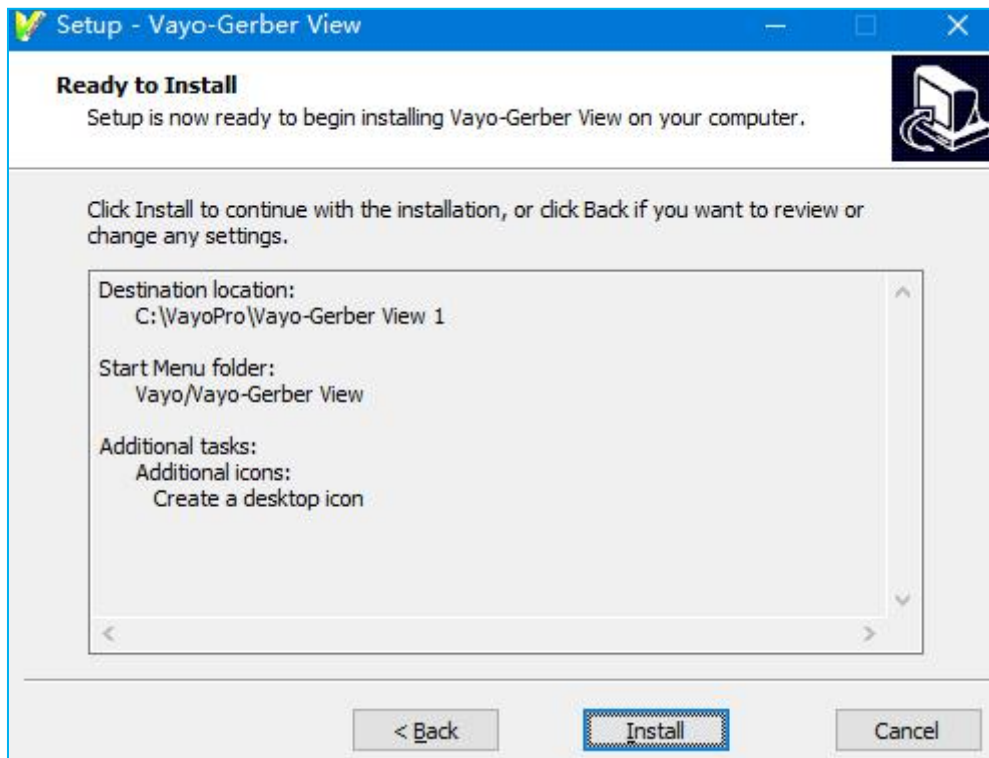 Setup - Vayo-Gerber View
Ready to Install
Setup is now ready to begin installing Vayo-Gerber View on your computer.
Click Install to continue with the installation, or click Back if you want to review or
change any settings.
Destination location:
C:\VayoPro\Vayo-Gerber View 1
Start Menu folder:
Vayo/Vayo-Gerber View
Additional tasks:
Additional icons:
Create a desktop icon
< Back
Install
Cancel